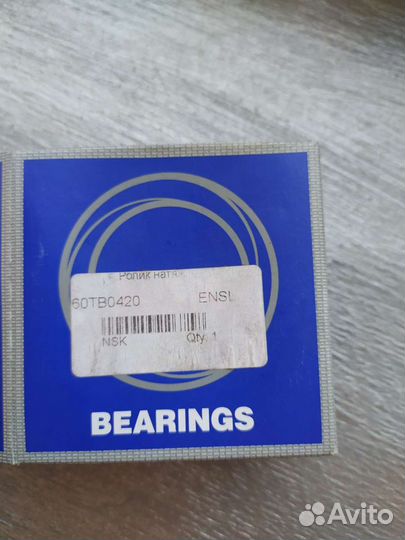 Ролик натяж
60TB0420 ENSL
NSK Qty. 1
BEARINGS
Avito